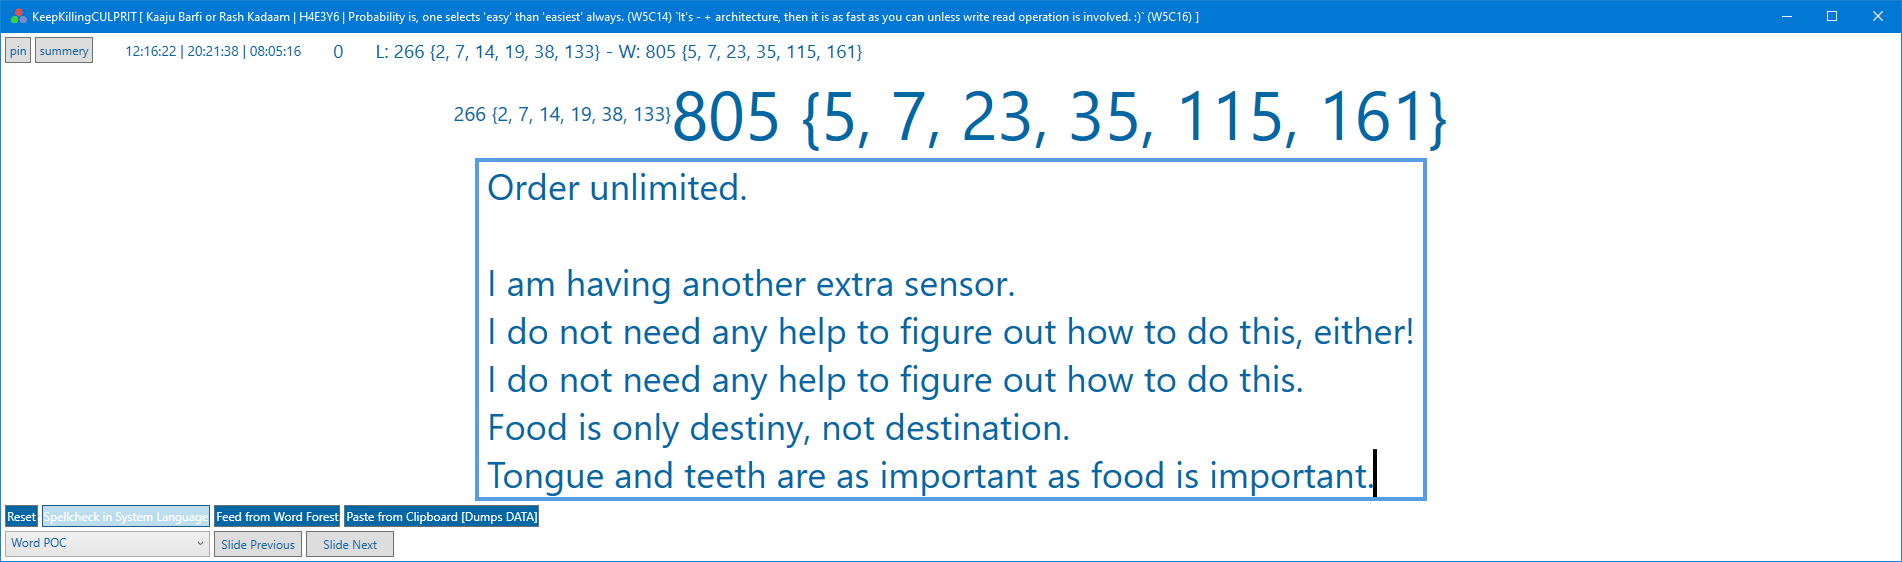 KeepKillingCULPRIT [ Kaaju Barfi or Rash Kadaam | H4E3Y6 | Probability is, one selects 'easy' than 'easiest' always. (W5C14) `It's - + architecture, then it is as fast as you can unless write read operation is involved. :)` (W5C16) ]
pin summery 12:16:22 | 20:21:38 | 08:05:16 0 L: 266 {2, 7, 14, 19, 38, 133} - W: 805 {5, 7, 23, 35, 115, 161}
266 {2, 7, 14, 19, 38, 133} 805 {5, 7, 23, 35, 115, 161}
Order unlimited.
I am having another extra sensor.
I do not need any help to figure out how to do this, either!
I do not need any help to figure out how to do this.
Food is only destiny, not destination.
Tongue and teeth are as important as food is important.
Reset Spellcheck in System Language Feed from Word Forest Paste from Clipboard [Dumps DATA]
Word POC Slide Previous Slide Next